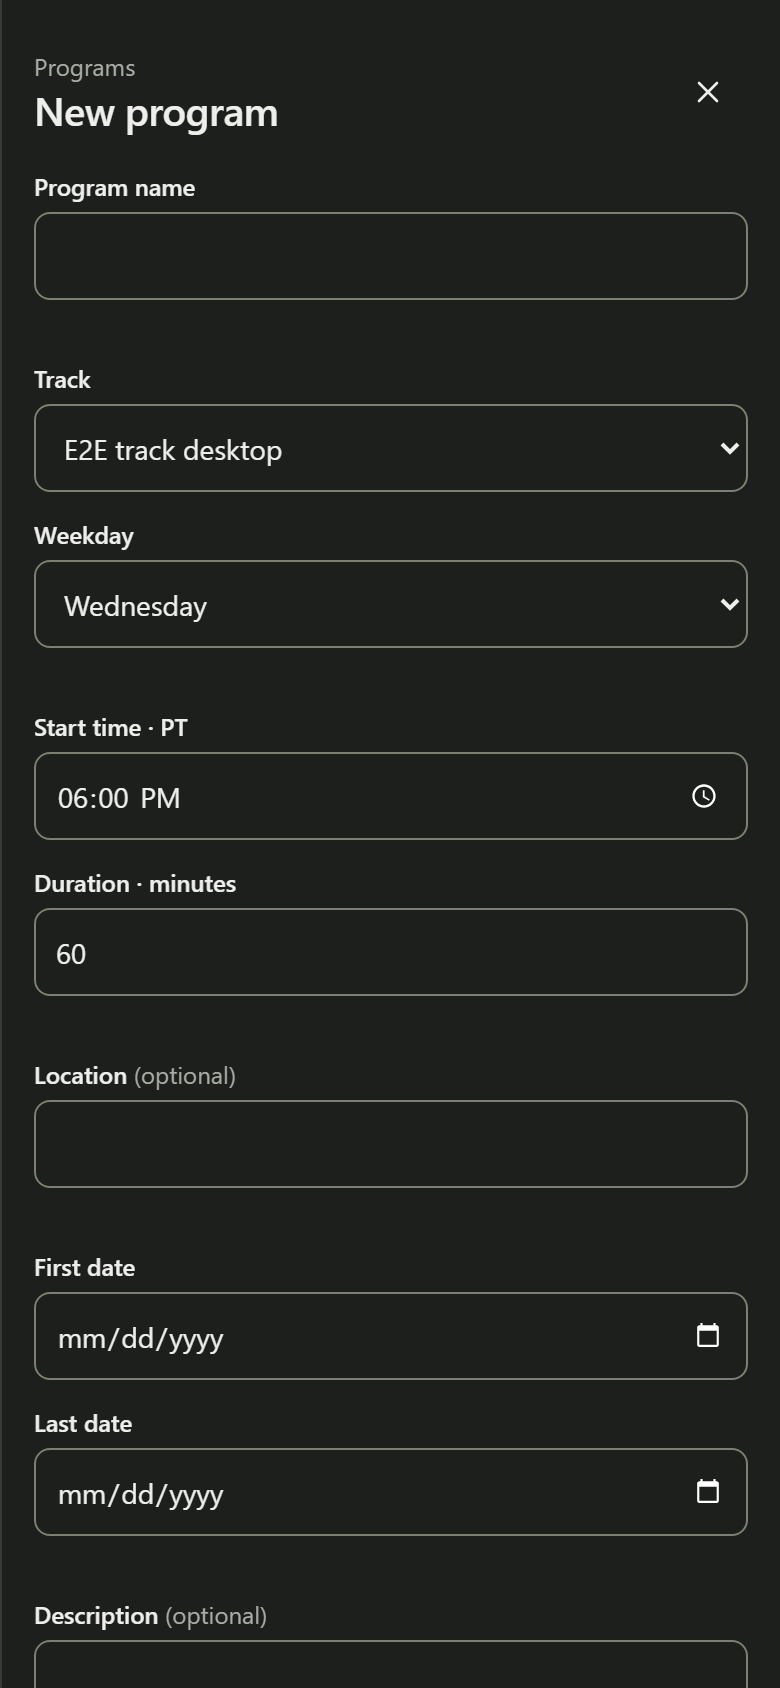 Programs
New program
Program name
Track
E2E track desktop
Weekday
Wednesday
Start time · PT
06:00 PM
Duration · minutes
60
Location (optional)
First date
mm/dd/yyyy
Last date
mm/dd/yyyy
Description (optional)